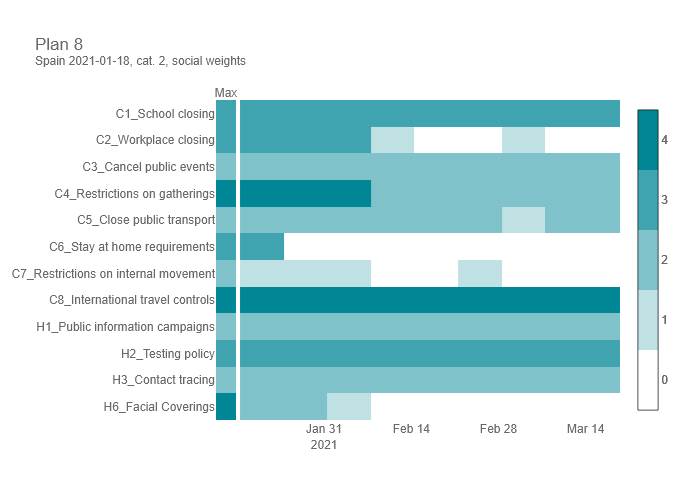 Plan 8
Spain 2021-01-18, cat. 2, social weights
Max
C1_School closing
C2_Workplace closing
C3_Cancel public events
C4_Restrictions on gatherings
C5_Close public transport
C6_Stay at home requirements
C7_Restrictions on internal movement
C8_International travel controls
H1_Public information campaigns
H2_Testing policy
H3_Contact tracing
H6_Facial Coverings
Jan 31 Feb 14 Feb 28 Mar 14
2021
4
3
2
1
0